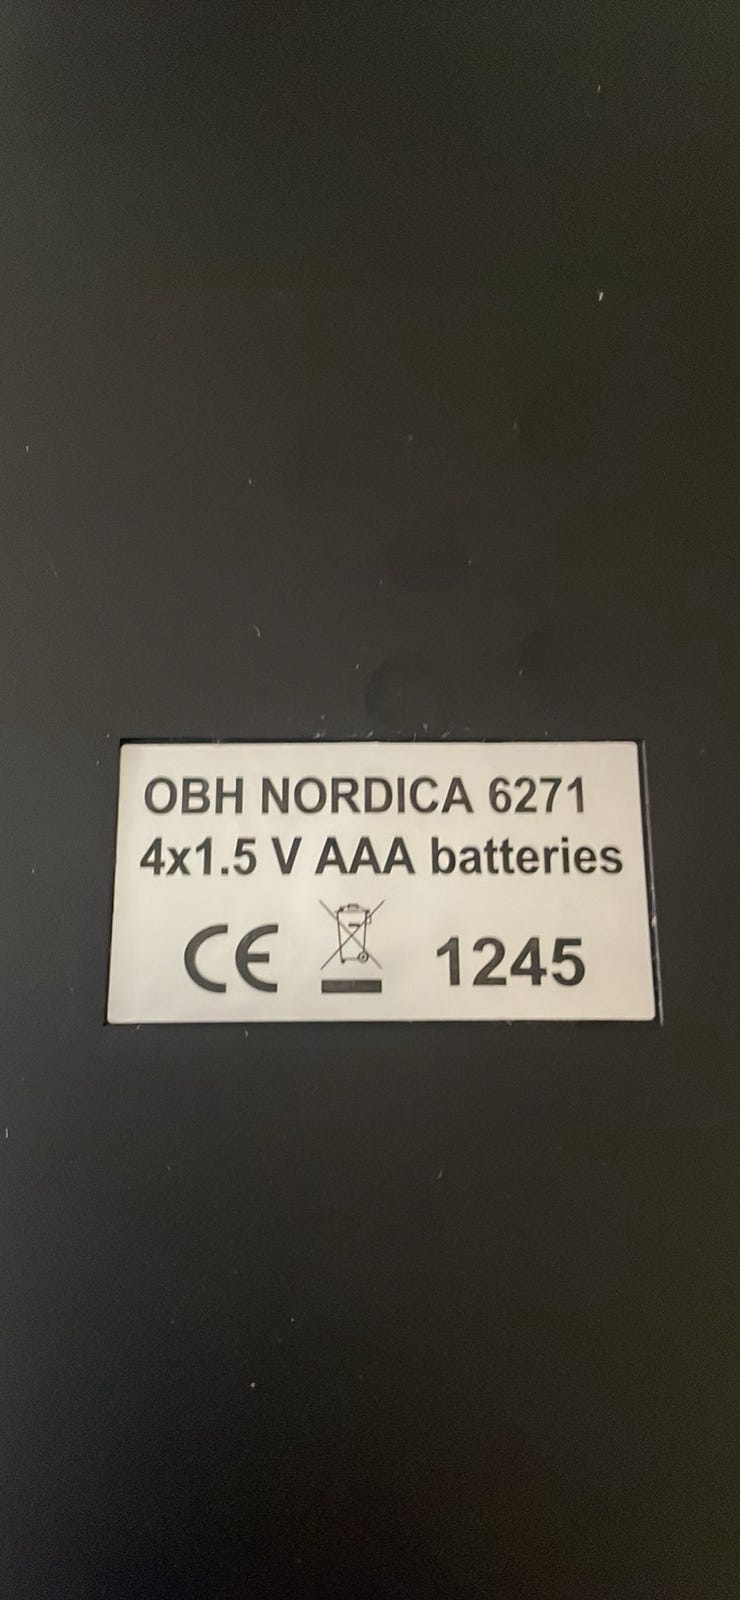 OBH NORDICA 6271
4x1.5 V AAA batteries
CE 1245